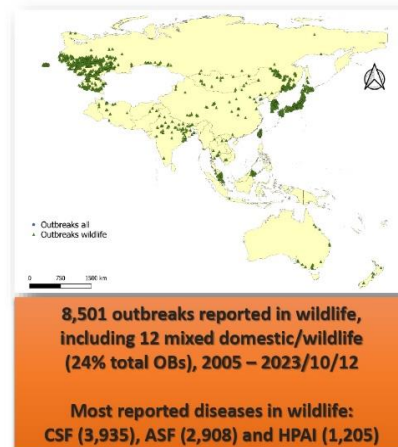 Outbreaks all
Outbreaks wildlife
0 750 1500 km
8,501 outbreaks reported in wildlife,
including 12 mixed domestic/wildlife
(24% total OBs), 2005 – 2023/10/12
Most reported diseases in wildlife:
CSF (3,935), ASF (2,908) and HPAI (1,205)